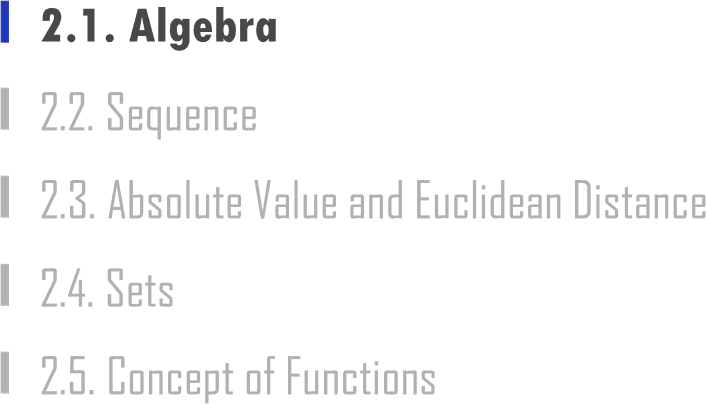 2.1. Algebra
2.2. Sequence
2.3. Absolute Value and Euclidean Distance
2.4. Sets
2.5. Concept of Functions